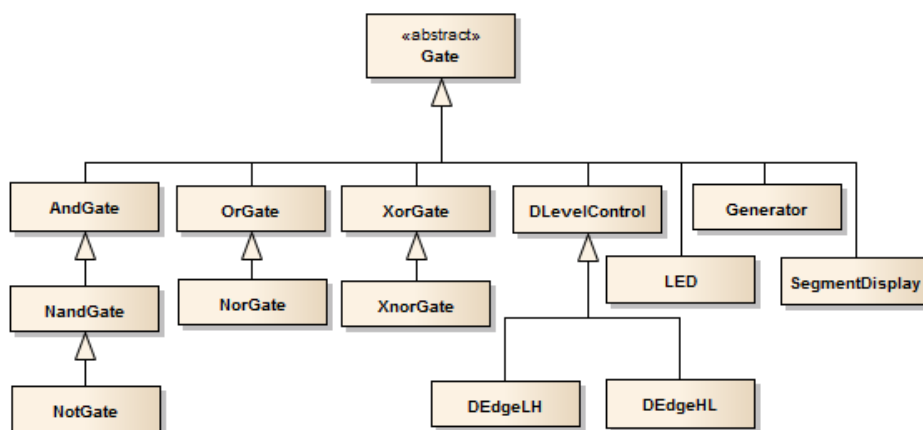 «abstract»
Gate
AndGate
OrGate
XorGate
DLevelControl
Generator
LED
SegmentDisplay
NandGate
NorGate
XnorGate
NotGate
DEdgeLH
DEdgeHL